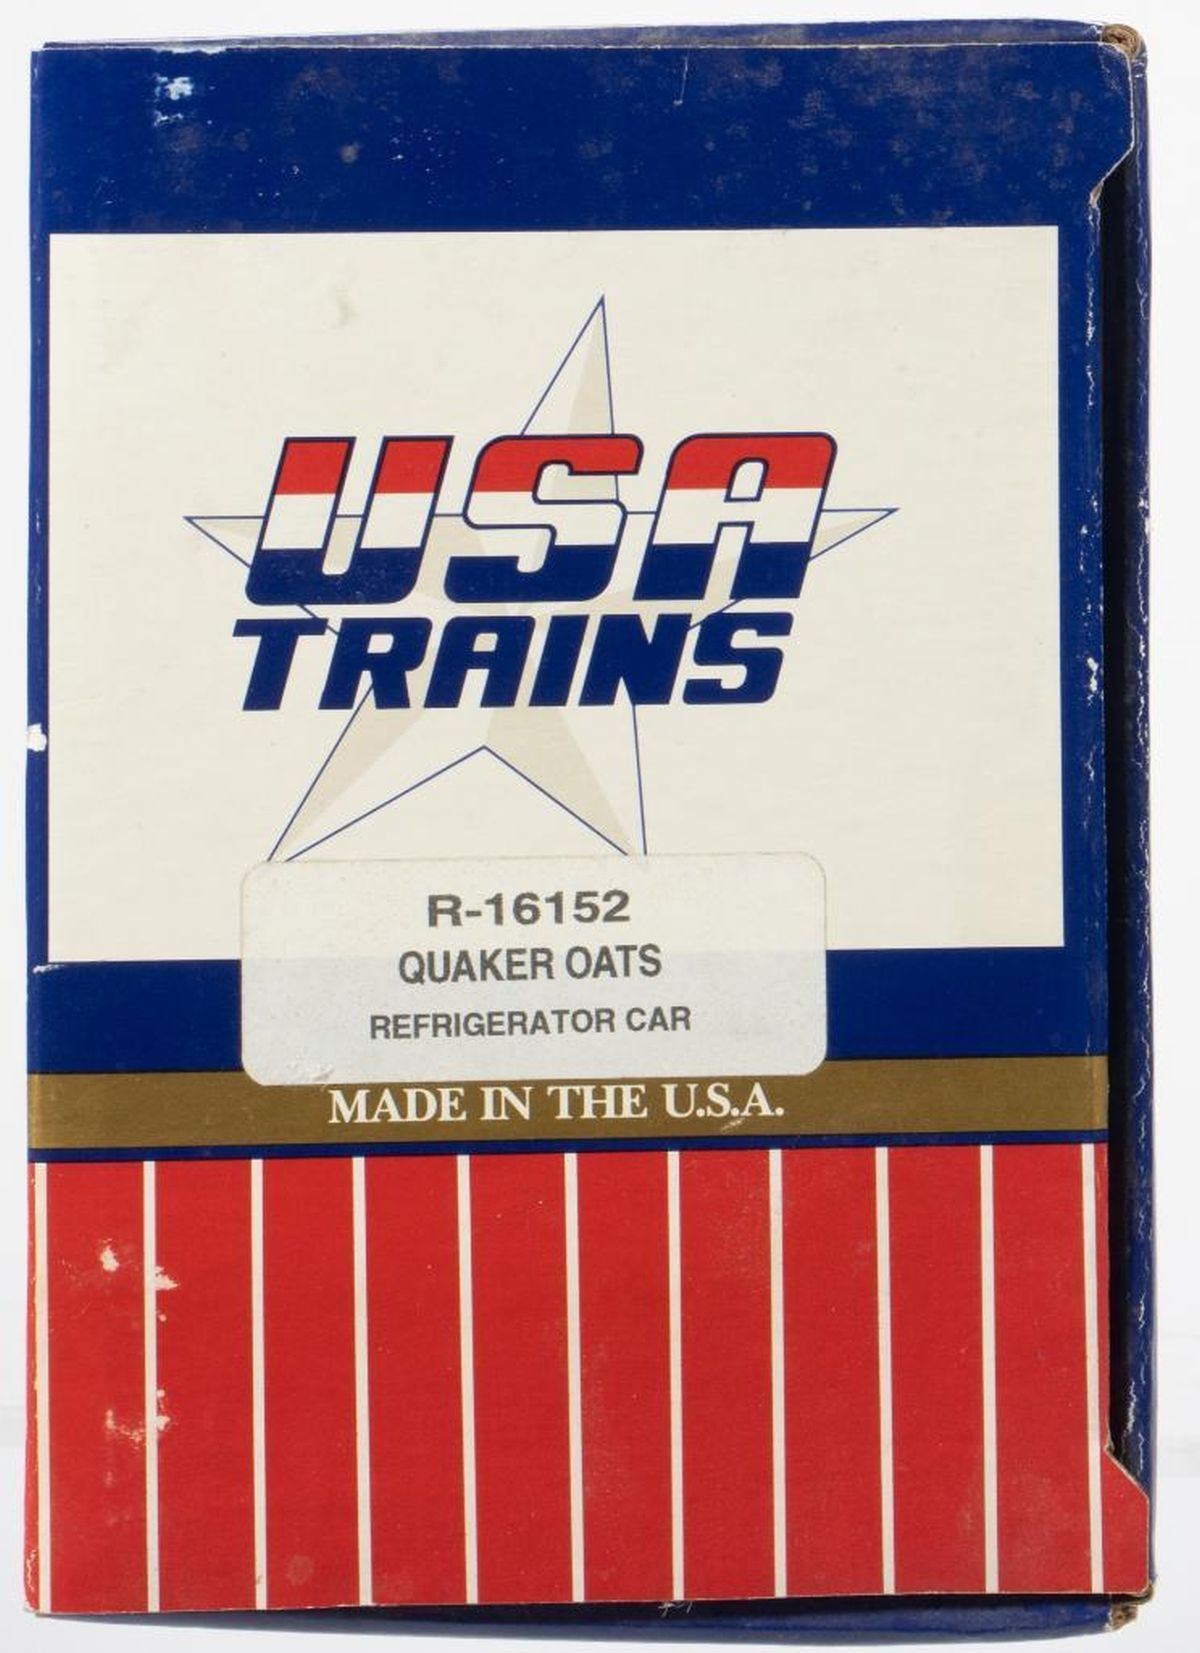 USA
TRAINS
R-16152
QUAKER OATS
REFRIGERATOR CAR
MADE IN THE U.S.A.